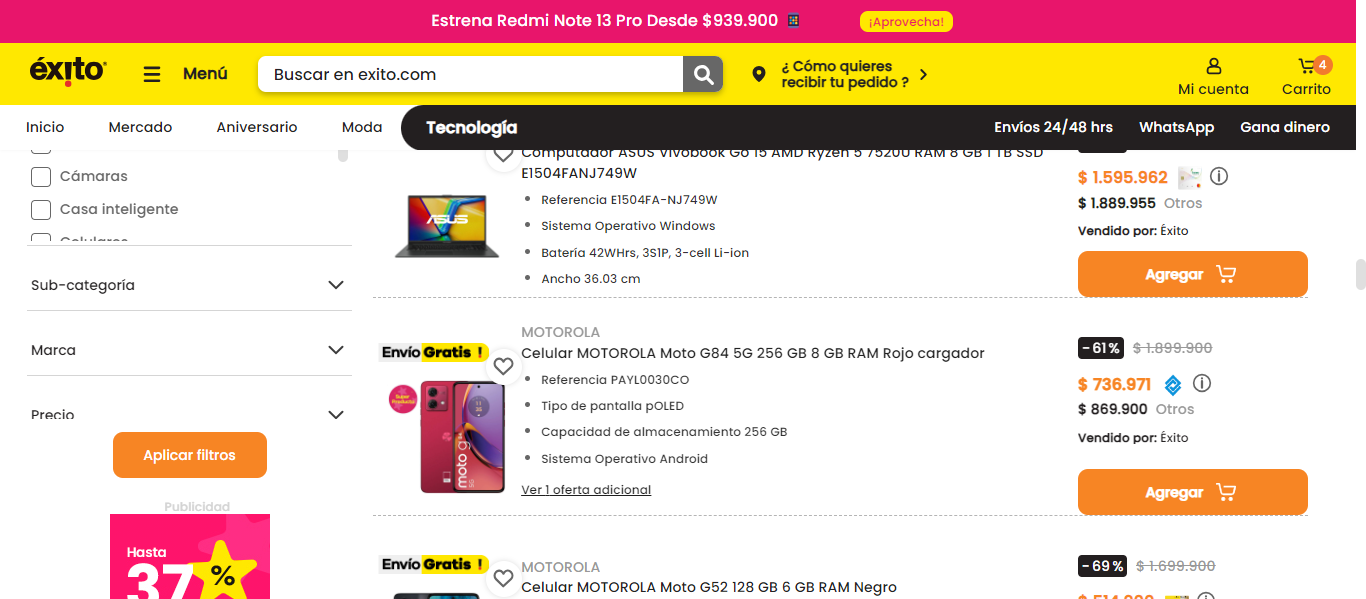 Estrena Redmi Note 13 Pro Desde $939.900
¡Aprovecha!
éxito
Menú
Buscar en exito.com
¿ Cómo quieres
recibir tu pedido ?
Mi cuenta
4
Carrito
Inicio
Mercado
Aniversario
Moda
Tecnología
Envíos 24/48 hrs
WhatsApp
Gana dinero
Cámaras
Casa inteligente
Celulares
Sub-categoría
Marca
Precio
Aplicar filtros
Publicidad
Hasta
37%
Computador ASUS Vivobook Go 15 AMD Ryzen 5 7520U RAM 8 GB 1 TB SSD
E1504FANJ749W
ASUS
Referencia E1504FA-NJ749W
Sistema Operativo Windows
Batería 42WHrs, 3S1P, 3-cell Li-ion
Ancho 36.03 cm
$ 1.595.962
$ 1.889.955 Otros
Vendido por: Éxito
Agregar
Envío Gratis !
MOTOROLA
Celular MOTOROLA Moto G84 5G 256 GB 8 GB RAM Rojo cargador
Super
Producto
moto g84
5G
Referencia PAYL0030CO
Tipo de pantalla pOLED
Capacidad de almacenamiento 256 GB
Sistema Operativo Android
Ver 1 oferta adicional
-61% $ 1.899.900
$ 736.971
$ 869.900 Otros
Vendido por: Éxito
Agregar
Envío Gratis !
MOTOROLA
Celular MOTOROLA Moto G52 128 GB 6 GB RAM Negro
-69% $ 1.699.900